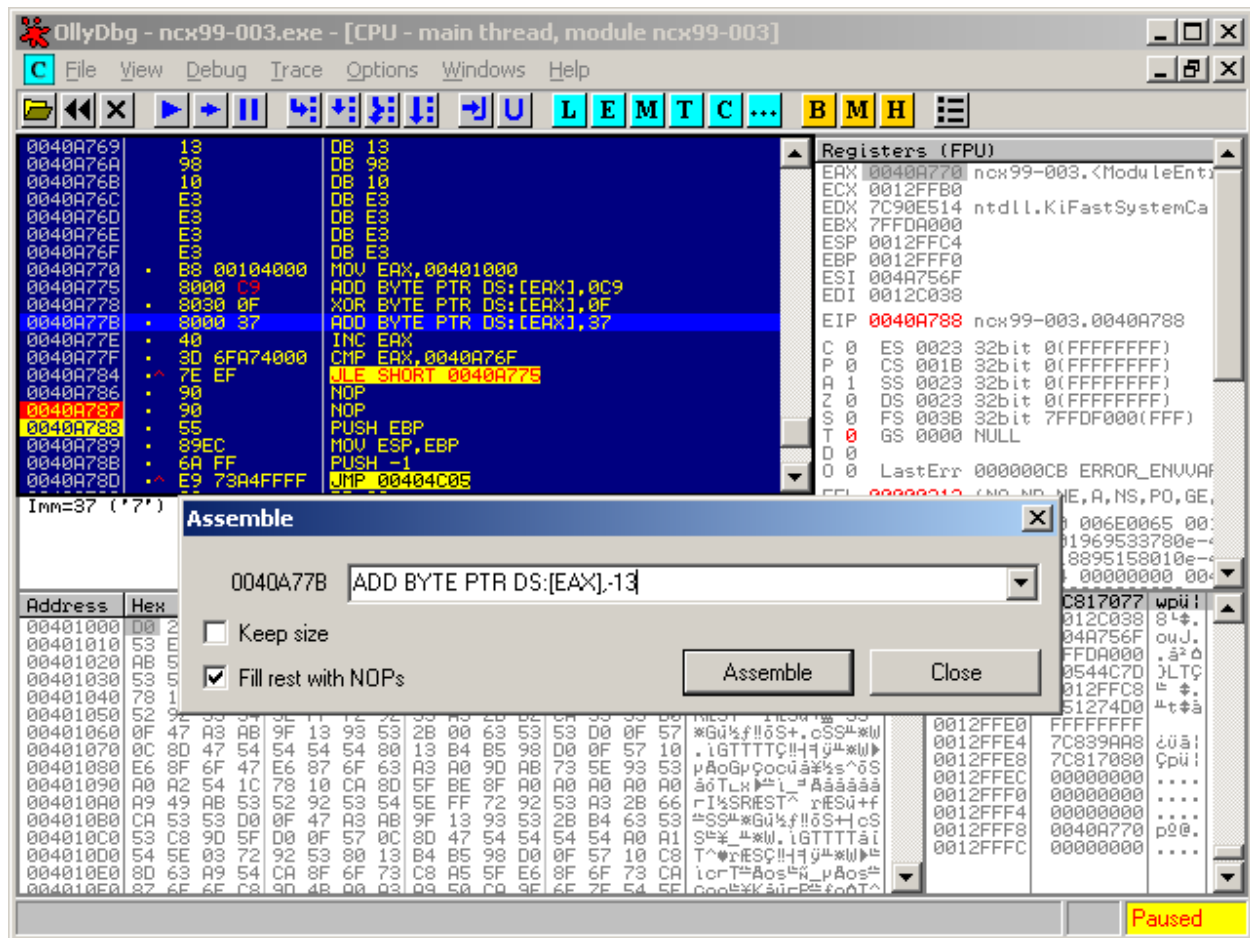 OllyDbg - ncx99-003.exe - [CPU - main thread, module ncx99-003]
C File View Debug Trace Options Windows Help
L E M T C ... B M H
0040A769 13 DB 13
0040A76A 98 DB 98
0040A76B 10 DB 10
0040A76C E3 DB E3
0040A76D E3 DB E3
0040A76E E3 DB E3
0040A76F E3 DB E3
0040A770 . B8 00104000 MOV EAX,00401000
0040A775 8000 C9 ADD BYTE PTR DS:[EAX],0C9
0040A778 . 8030 0F XOR BYTE PTR DS:[EAX],0F
0040A77B . 8000 37 ADD BYTE PTR DS:[EAX],37
0040A77E . 40 INC EAX
0040A77F . 3D 6FA74000 CMP EAX,0040A76F
0040A784 .^ 7E EF JLE SHORT 0040A775
0040A786 . 90 NOP
0040A787 . 90 NOP
0040A788 . 55 PUSH EBP
0040A789 . 89EC MOV ESP,EBP
0040A78B . 6A FF PUSH -1
0040A78D .^ E9 73A4FFFF JMP 00404C05
Imm=37 ('7')
Registers (FPU)
EAX 0040A770 ncx99-003.<ModuleEntr
ECX 0012FFB0
EDX 7C90E514 ntdll.KiFastSystemCa
EBX 7FFDA000
ESP 0012FFC4
EBP 0012FFF0
ESI 004A756F
EDI 0012C038
EIP 0040A788 ncx99-003.0040A788
C 0 ES 0023 32bit 0(FFFFFFFF)
P 0 CS 001B 32bit 0(FFFFFFFF)
A 1 SS 0023 32bit 0(FFFFFFFF)
Z 0 DS 0023 32bit 0(FFFFFFFF)
S 0 FS 003B 32bit 7FFDF000(FFF)
T 0 GS 0000 NULL
D 0
O 0 LastErr 000000CB ERROR_ENVVAR
Assemble
0040A77B ADD BYTE PTR DS:[EAX],-13
Keep size
Fill rest with NOPs
Assemble Close
Address Hex
00401000 D0
00401010 53
00401020 AB
00401030 53
00401040 78
00401050 52
00401060 0F 47 A3 AB 9F 13 93 53 2B 00 63 53 53 D0 0F 57
00401070 0C 8D 47 54 54 54 54 80 13 B4 B5 98 D0 0F 57 10
00401080 E6 8F 6F 47 E6 87 6F 63 A3 A0 9D AB 73 5E 93 53
00401090 A0 A2 54 1C 78 10 CA 8D 5F BE 8F A0 A0 A0 A0 A0
004010A0 A9 49 AB 53 52 92 53 54 5E FF 72 92 53 A3 2B 66
004010B0 CA 53 53 D0 0F 47 A3 AB 9F 13 93 53 2B B4 63 53
004010C0 53 C8 9D 5F D0 0F 57 0C 8D 47 54 54 54 54 A0 A1
004010D0 54 5E 03 72 92 53 80 13 B4 B5 98 D0 0F 57 10 C8
004010E0 8D 63 A9 54 CA 8F 6F 73 C8 A5 5F E6 8F 6F 73 CA
C817077
012C038
04A756F
FFDA000
0544C7D
012FFC8
51274D0
0012FFE0 FFFFFFFF
0012FFE4 7C839AA8
0012FFE8 7C817080
0012FFEC 00000000
0012FFF0 00000000
0012FFF4 00000000
0012FFF8 0040A770
0012FFFC 00000000
Paused